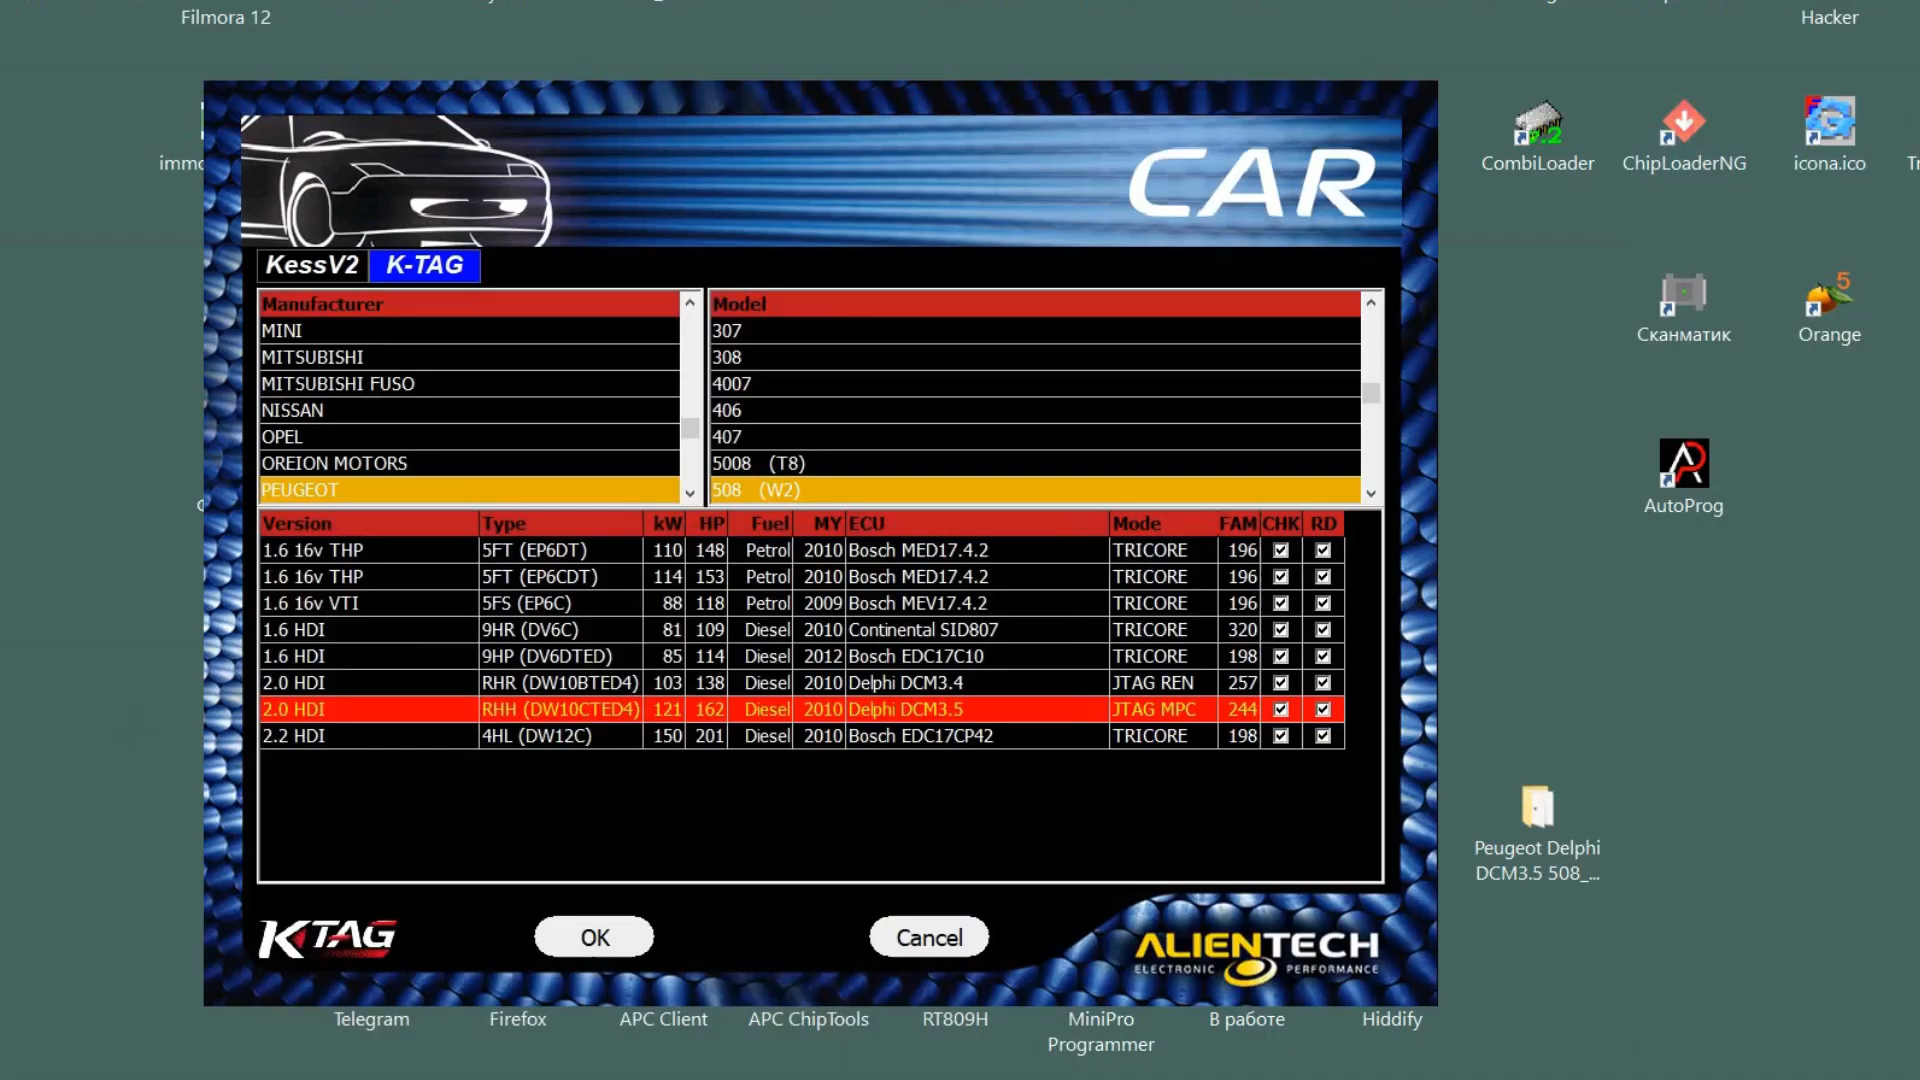 Filmora 12
Hacker
CAR
CombiLoader
ChipLoaderNG
icona.ico
KessV2 K-TAG
Manufacturer
MINI
MITSUBISHI
MITSUBISHI FUSO
NISSAN
OPEL
OREION MOTORS
PEUGEOT
Model
307
308
4007
406
407
5008 (T8)
508 (W2)
Сканматик
5
Orange
AutoProg
Version Type kW HP Fuel MY ECU Mode FAM CHK RD
1.6 16v THP 5FT (EP6DT) 110 148 Petrol 2010 Bosch MED17.4.2 TRICORE 196
1.6 16v THP 5FT (EP6CDT) 114 153 Petrol 2010 Bosch MED17.4.2 TRICORE 196
1.6 16v VTI 5FS (EP6C) 88 118 Petrol 2009 Bosch MEV17.4.2 TRICORE 196
1.6 HDI 9HR (DV6C) 81 109 Diesel 2010 Continental SID807 TRICORE 320
1.6 HDI 9HP (DV6DTED) 85 114 Diesel 2012 Bosch EDC17C10 TRICORE 198
2.0 HDI RHR (DW10BTED4) 103 138 Diesel 2010 Delphi DCM3.4 JTAG REN 257
2.0 HDI RHH (DW10CTED4) 121 162 Diesel 2010 Delphi DCM3.5 JTAG MPC 244
2.2 HDI 4HL (DW12C) 150 201 Diesel 2010 Bosch EDC17CP42 TRICORE 198
Peugeot Delphi
DCM3.5 508_...
KTAG
OK
Cancel
ALIENTECH
ELECTRONIC PERFORMANCE
Telegram
Firefox
APC Client
APC ChipTools
RT809H
MiniPro
Programmer
В работе
Hiddify